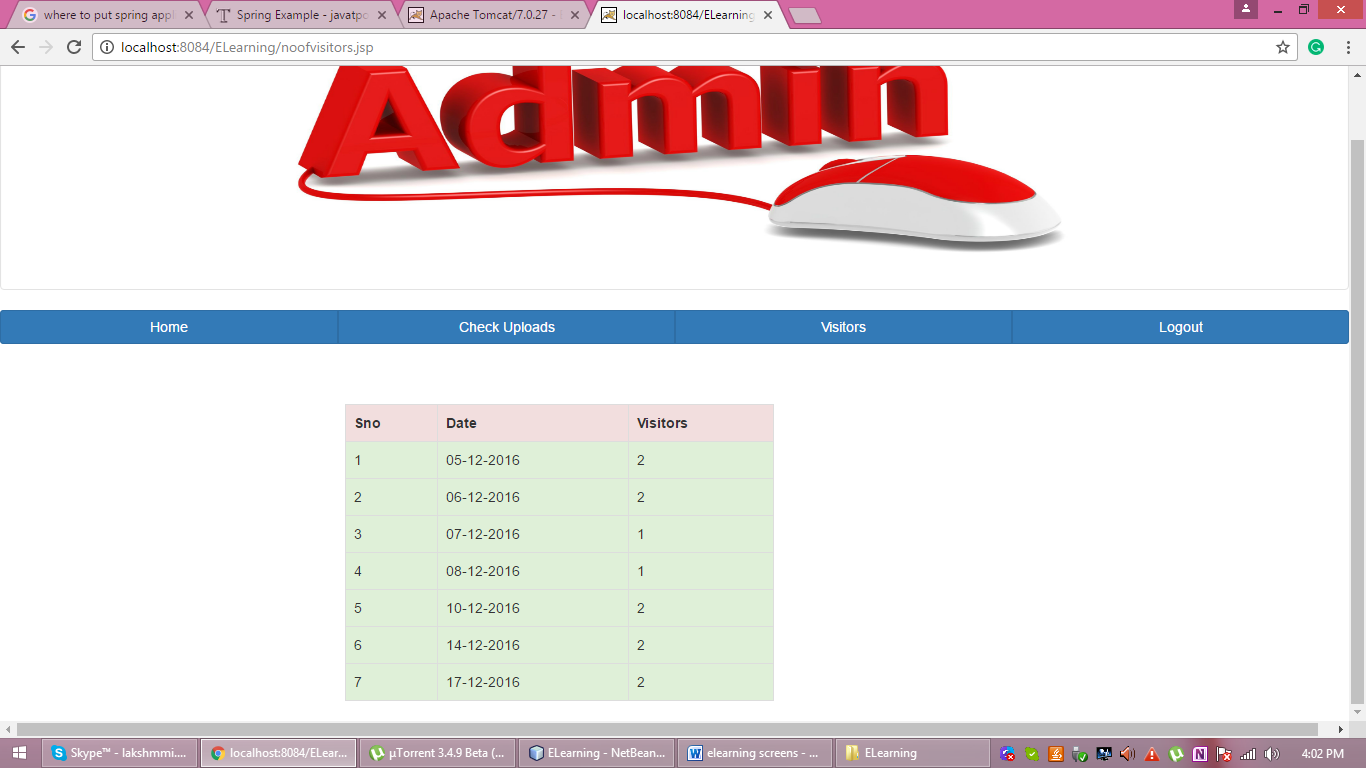 where to put spring appl
Spring Example - javatpo
Apache Tomcat/7.0.27 -
localhost:8084/ELearning
localhost:8084/ELearning/noofvisitors.jsp
Admin
Home Check Uploads Visitors Logout
Sno Date Visitors
1 05-12-2016 2
2 06-12-2016 2
3 07-12-2016 1
4 08-12-2016 1
5 10-12-2016 2
6 14-12-2016 2
7 17-12-2016 2
Skype™ - lakshmmi.... localhost:8084/ELear... µTorrent 3.4.9 Beta (... ELearning - NetBean... elearning screens - ... ELearning 4:02 PM